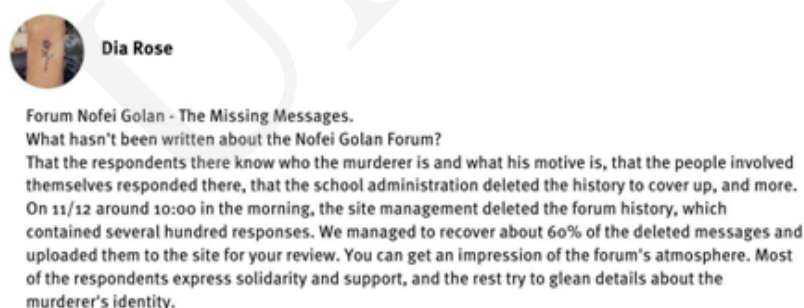 Dia Rose
Forum Nofei Golan - The Missing Messages.
What hasn't been written about the Nofei Golan Forum?
That the respondents there know who the murderer is and what his motive is, that the people involved
themselves responded there, that the school administration deleted the history to cover up, and more.
On 11/12 around 10:00 in the morning, the site management deleted the forum history, which
contained several hundred responses. We managed to recover about 60% of the deleted messages and
uploaded them to the site for your review. You can get an impression of the forum's atmosphere. Most
of the respondents express solidarity and support, and the rest try to glean details about the
murderer's identity.